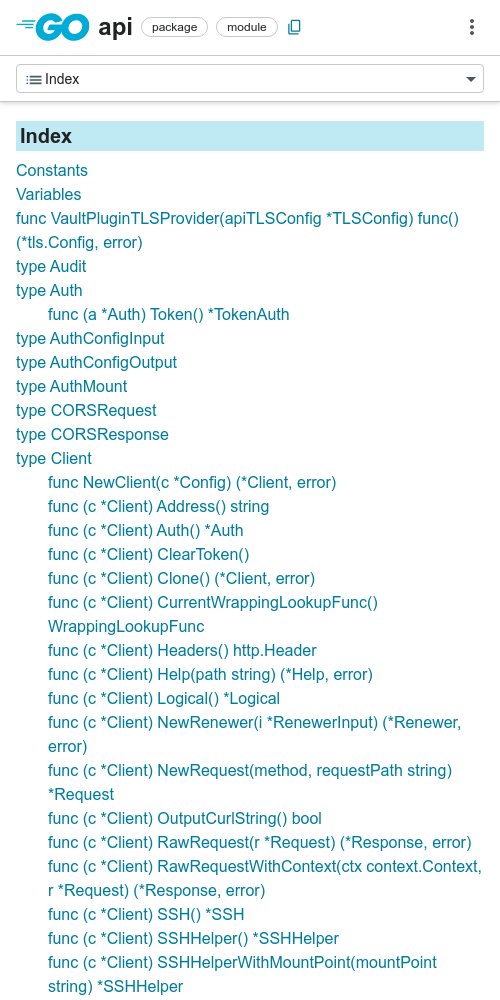 GO api package module
Index
Index
Constants
Variables
func VaultPluginTLSProvider(apiTLSConfig *TLSConfig) func()
(*tls.Config, error)
type Audit
type Auth
func (a *Auth) Token() *TokenAuth
type AuthConfigInput
type AuthConfigOutput
type AuthMount
type CORSRequest
type CORSResponse
type Client
func NewClient(c *Config) (*Client, error)
func (c *Client) Address() string
func (c *Client) Auth() *Auth
func (c *Client) ClearToken()
func (c *Client) Clone() (*Client, error)
func (c *Client) CurrentWrappingLookupFunc()
WrappingLookupFunc
func (c *Client) Headers() http.Header
func (c *Client) Help(path string) (*Help, error)
func (c *Client) Logical() *Logical
func (c *Client) NewRenewer(i *RenewerInput) (*Renewer,
error)
func (c *Client) NewRequest(method, requestPath string)
*Request
func (c *Client) OutputCurlString() bool
func (c *Client) RawRequest(r *Request) (*Response, error)
func (c *Client) RawRequestWithContext(ctx context.Context,
r *Request) (*Response, error)
func (c *Client) SSH() *SSH
func (c *Client) SSHHelper() *SSHHelper
func (c *Client) SSHHelperWithMountPoint(mountPoint
string) *SSHHelper